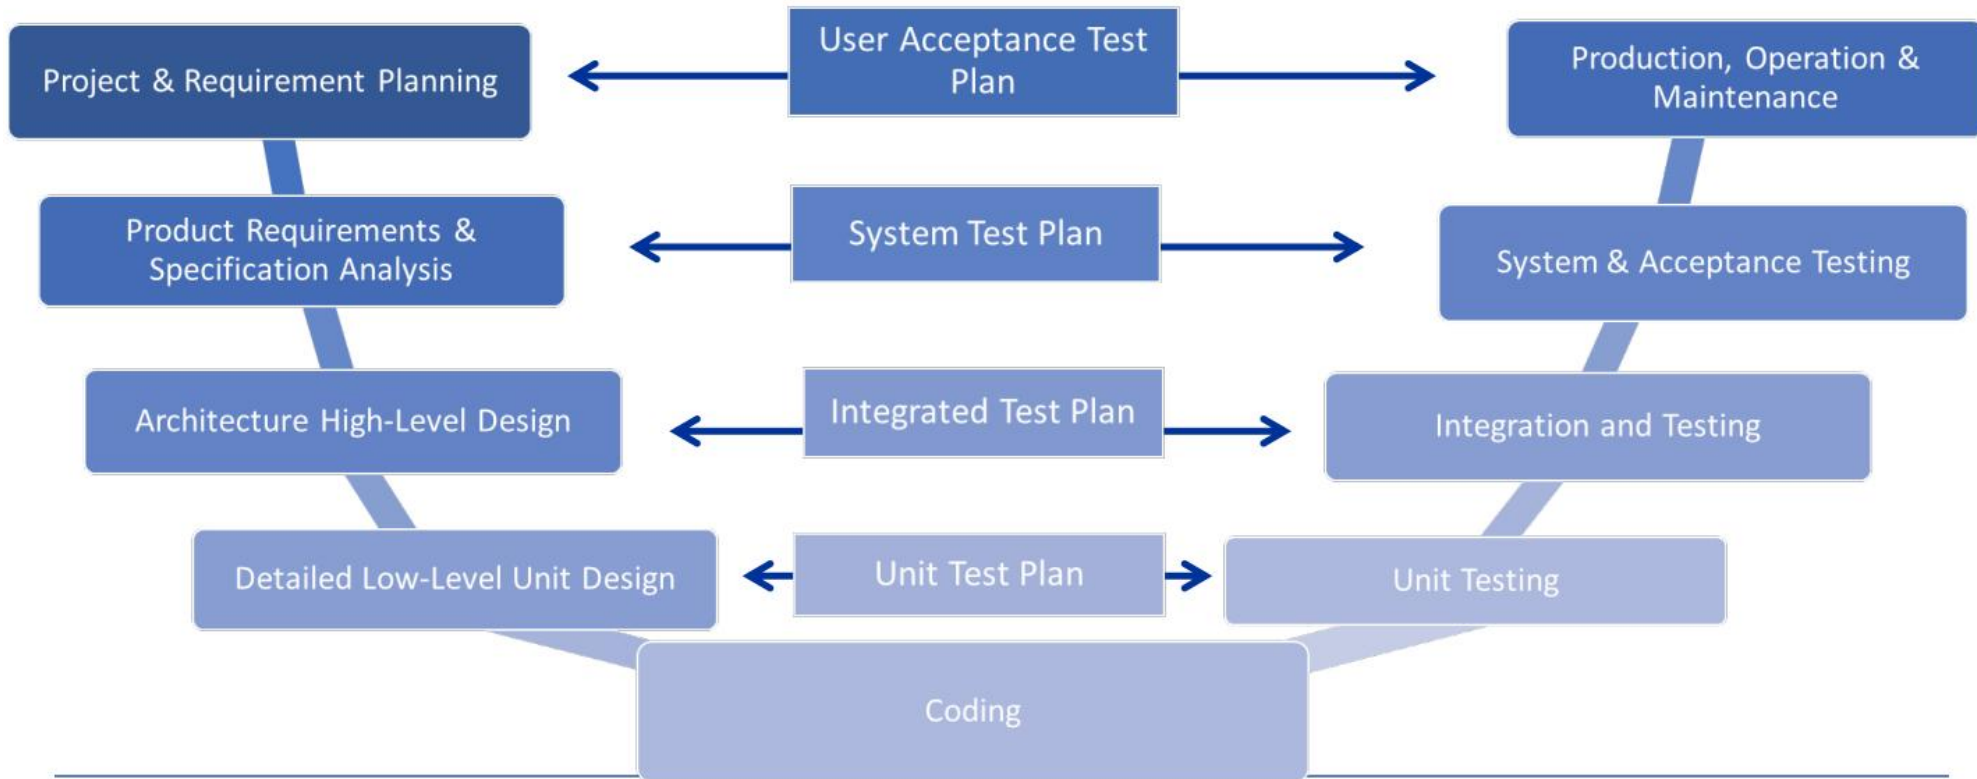 Project & Requirement Planning
User Acceptance Test
Plan
Production, Operation &
Maintenance
Product Requirements &
Specification Analysis
System Test Plan
System & Acceptance Testing
Architecture High-Level Design
Integrated Test Plan
Integration and Testing
Detailed Low-Level Unit Design
Unit Test Plan
Unit Testing
Coding